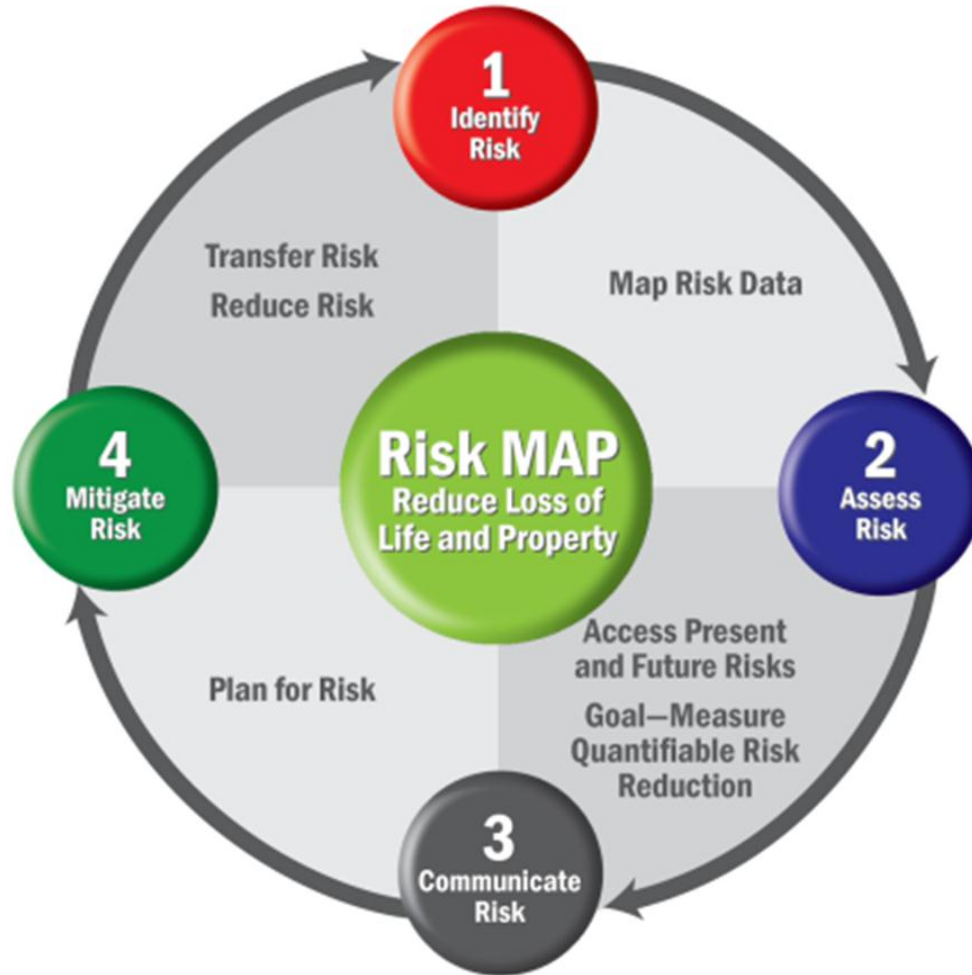 1
Identify
Risk
Transfer Risk
Reduce Risk
Map Risk Data
Risk MAP
Reduce Loss of
Life and Property
4
Mitigate
Risk
2
Assess
Risk
Access Present
and Future Risks
Goal—Measure
Quantifiable Risk
Reduction
Plan for Risk
3
Communicate
Risk